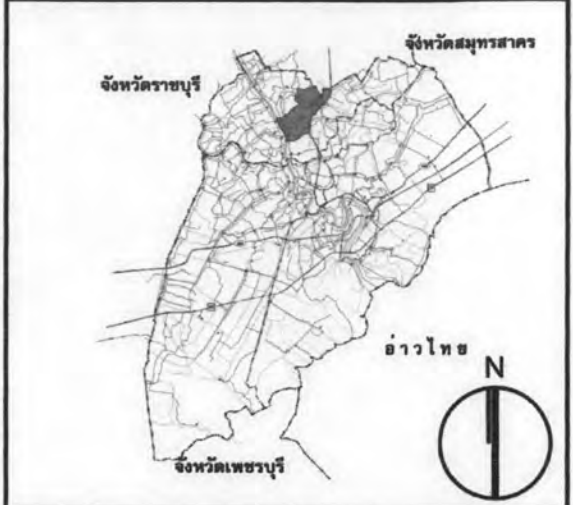 จังหวัดสมุทรสาคร
จังหวัดราชบุรี
อ่าวไทย
N
จังหวัดเพชรบุรี